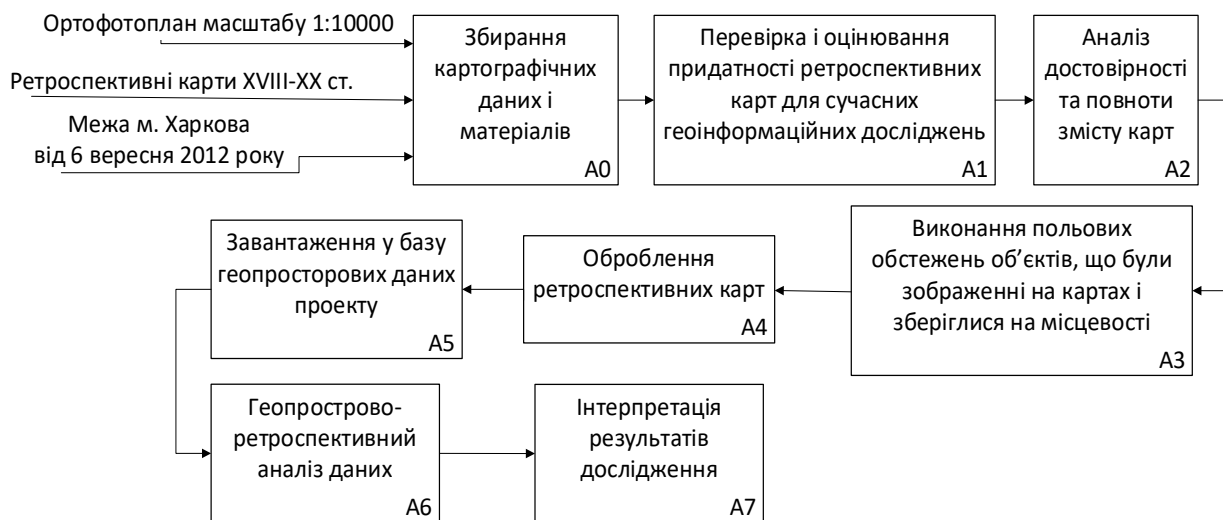 Ортофотоплан масштабу 1:10000
Ретроспективні карти XVIII-XX ст.
Межа м. Харкова
від 6 вересня 2012 року
Збирання
картографічних
даних і
матеріалів
A0
Перевірка і оцінювання
придатності ретроспективних
карт для сучасних
геоінформаційних досліджень
A1
Аналіз
достовірності
та повноти
змісту карт
A2
Виконання польових
обстежень об’єктів, що були
зображенні на картах і
зберіглися на місцевості
A3
Оброблення
ретроспективних карт
A4
Завантаження у базу
геопросторових даних
проекту
A5
Геопрострово-
ретроспективний
аналіз даних
A6
Інтерпретація
результатів
дослідження
A7